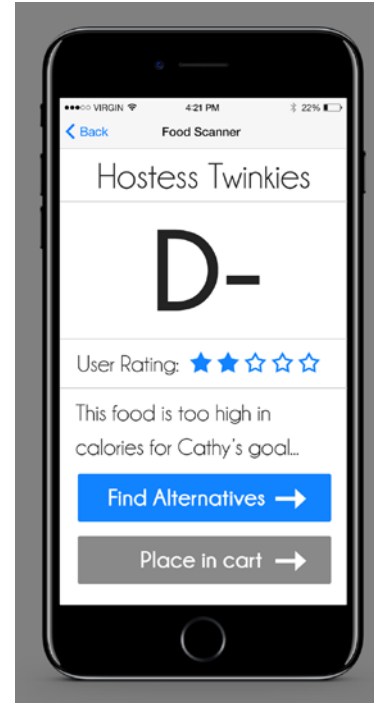 VIRGIN 4:21 PM 22%
Back Food Scanner
Hostess Twinkies
D-
User Rating:
This food is too high in
calories for Cathy's goal...
Find Alternatives
Place in cart